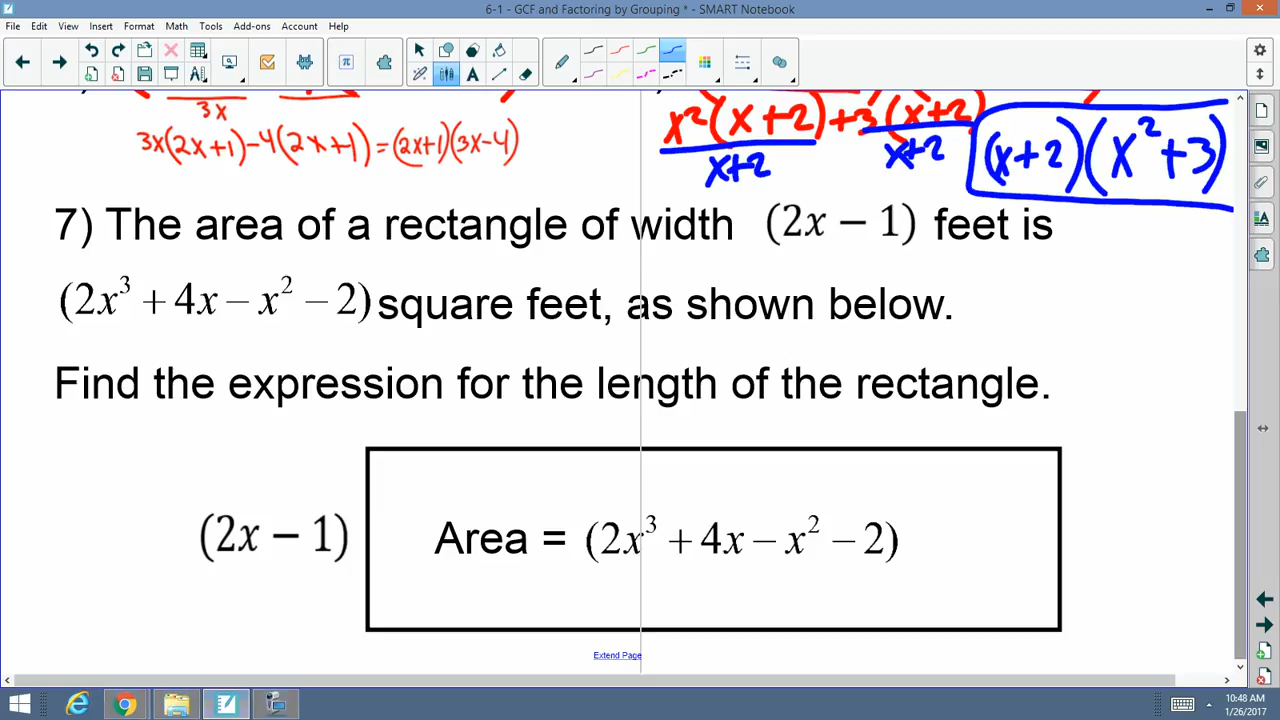 6-1 - GCF and Factoring by Grouping * - SMART Notebook
File Edit View Insert Format Math Tools Add-ons Account Help
3x
3x(2x+1)-4(2x+1)=(2x+1)(3x-4)
x²(x+2)+3(x+2)
x+2 x+2
(x+2)(x²+3)
7) The area of a rectangle of width (2x − 1) feet is
(2x³ + 4x − x² − 2) square feet, as shown below.
Find the expression for the length of the rectangle.
(2x − 1) Area = (2x³ + 4x − x² − 2)
Extend Page
10:48 AM
1/26/2017